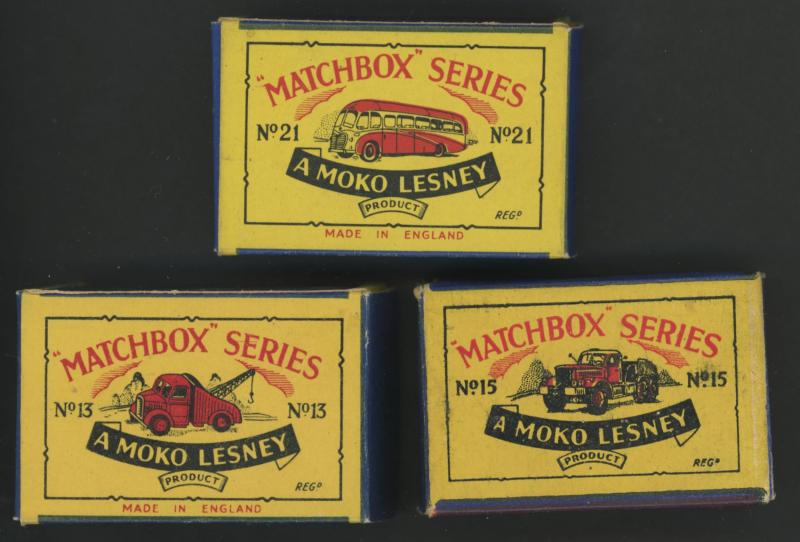 "MATCHBOX" SERIES
Nº21 Nº21
A MOKO LESNEY
PRODUCT
REGD
MADE IN ENGLAND
"MATCHBOX" SERIES
Nº13 Nº13
A MOKO LESNEY
PRODUCT
REGD
MADE IN ENGLAND
"MATCHBOX" SERIES
Nº15 Nº15
A MOKO LESNEY
PRODUCT
REGD